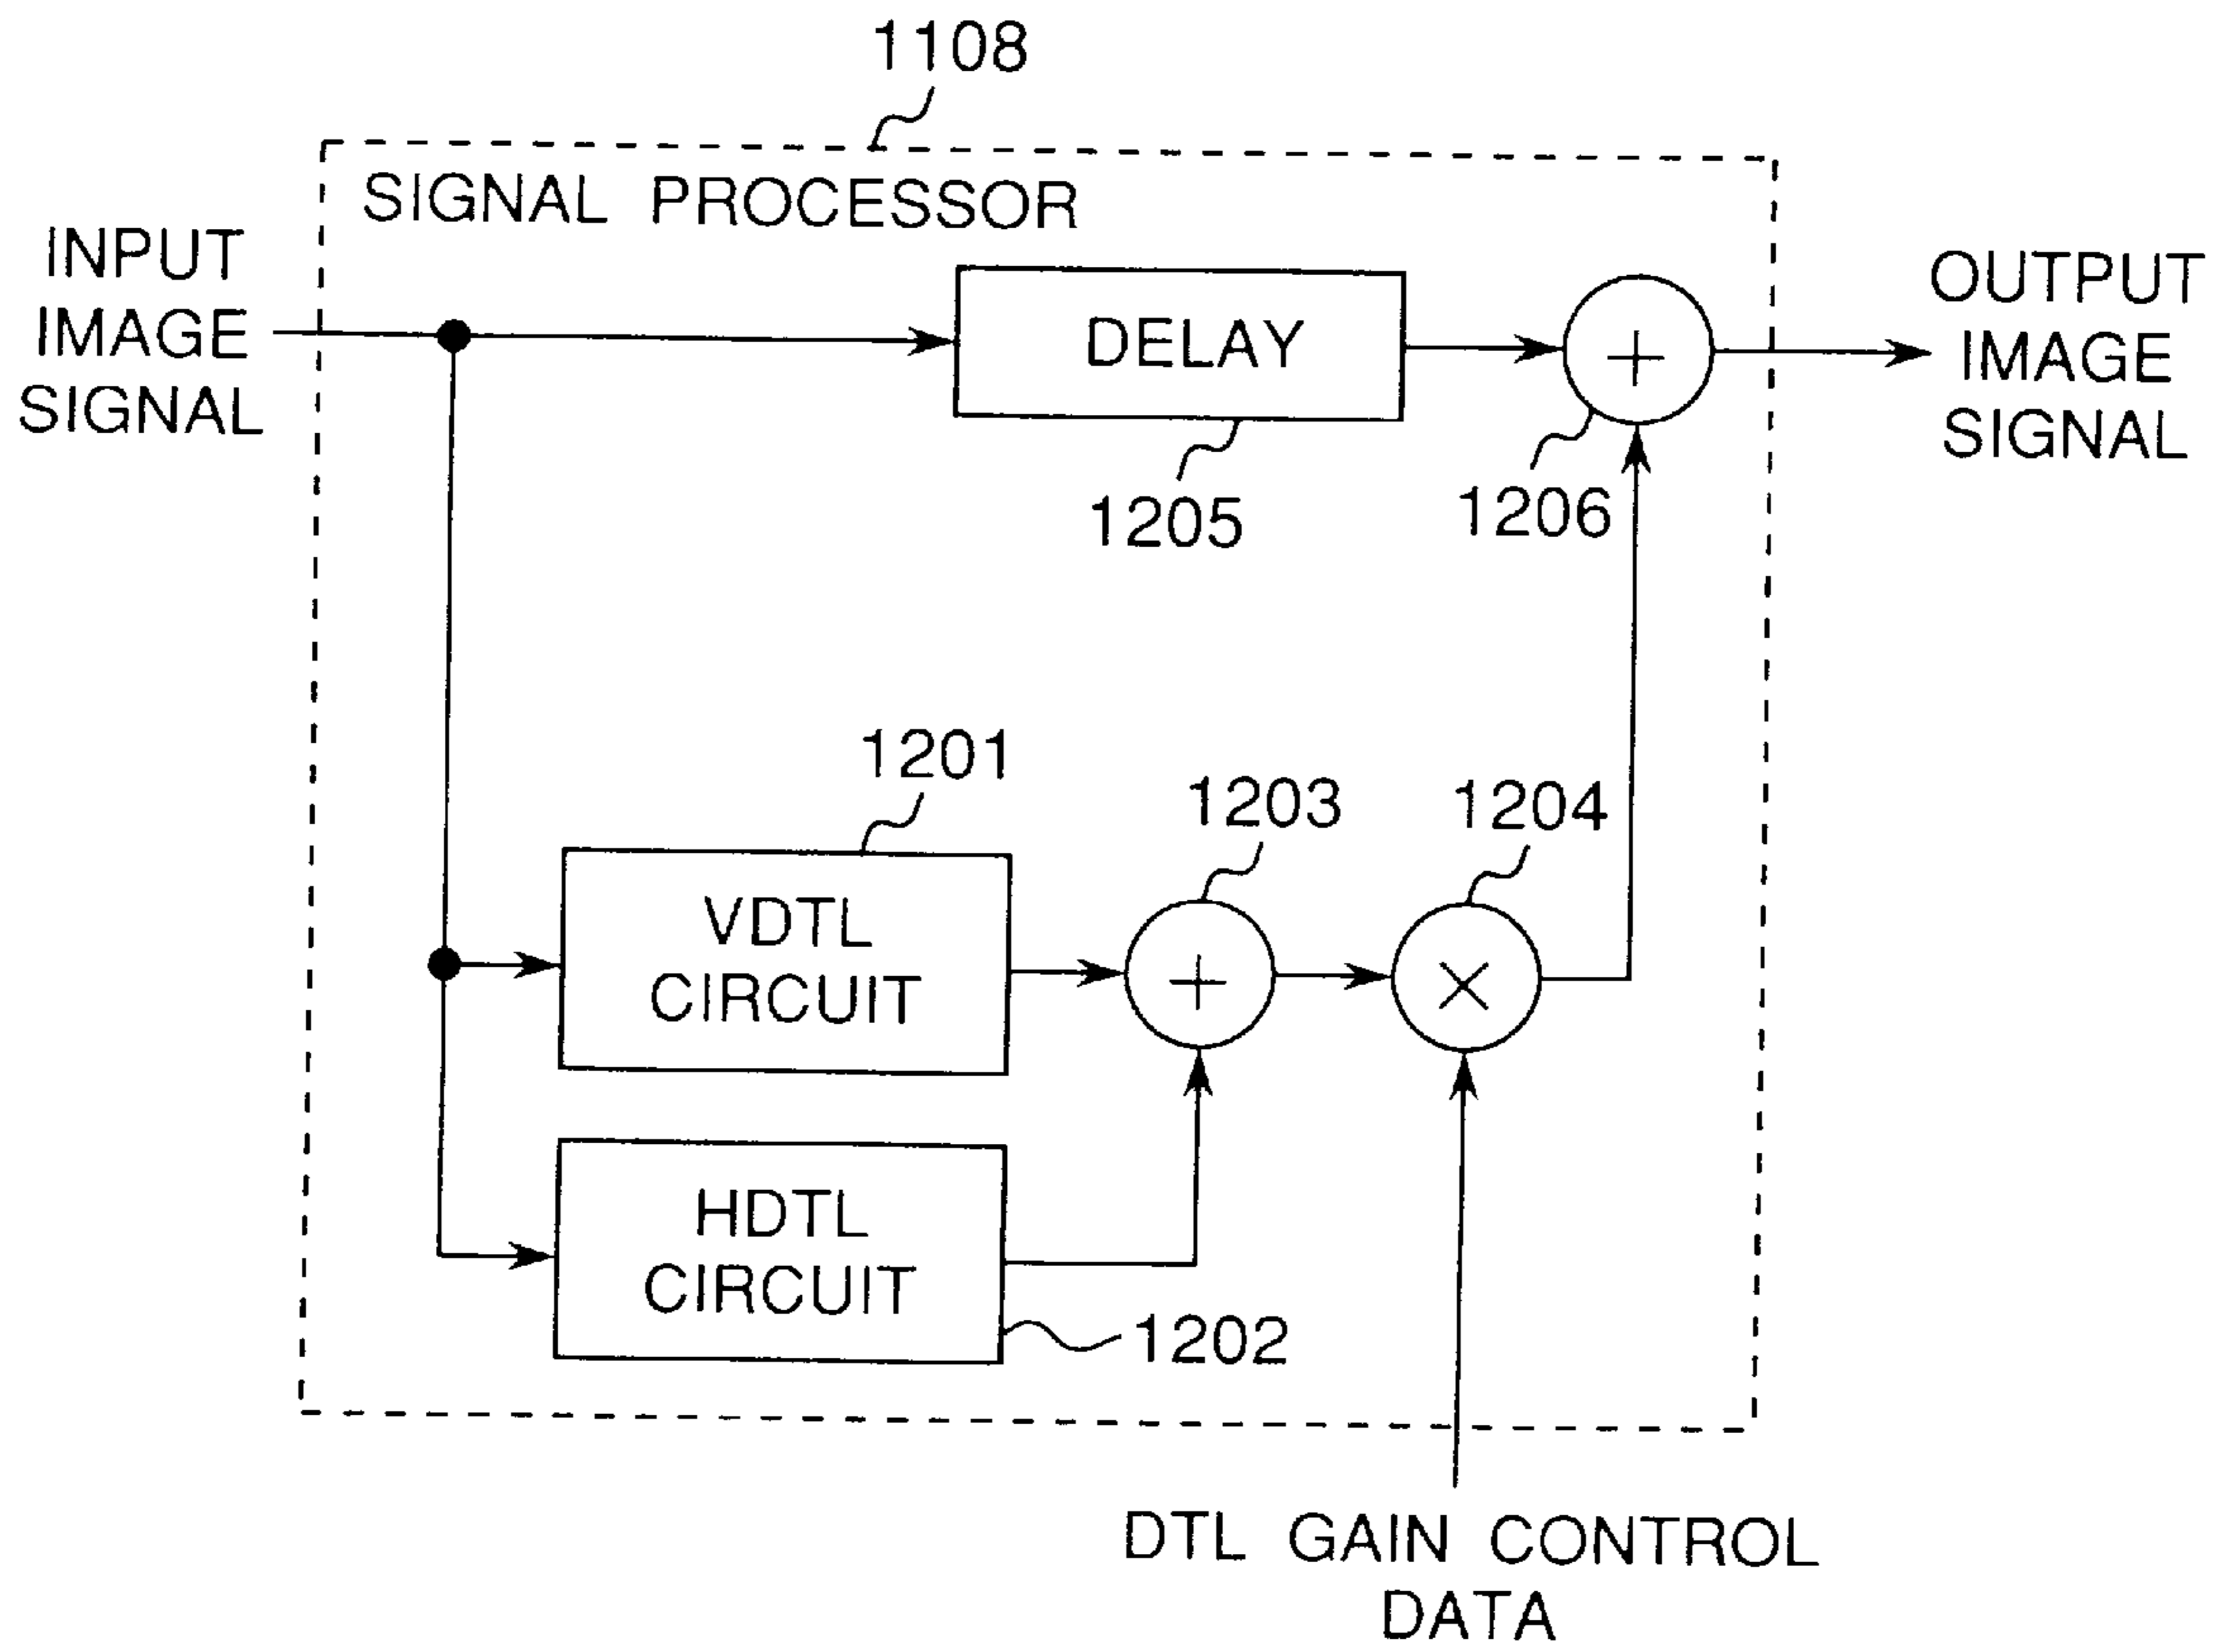 1108
SIGNAL PROCESSOR
INPUT
IMAGE
SIGNAL
DELAY
+
OUTPUT
IMAGE
SIGNAL
1205
1206
1201
1203
1204
VDTL
CIRCUIT
+
×
HDTL
CIRCUIT
1202
DTL GAIN CONTROL
DATA